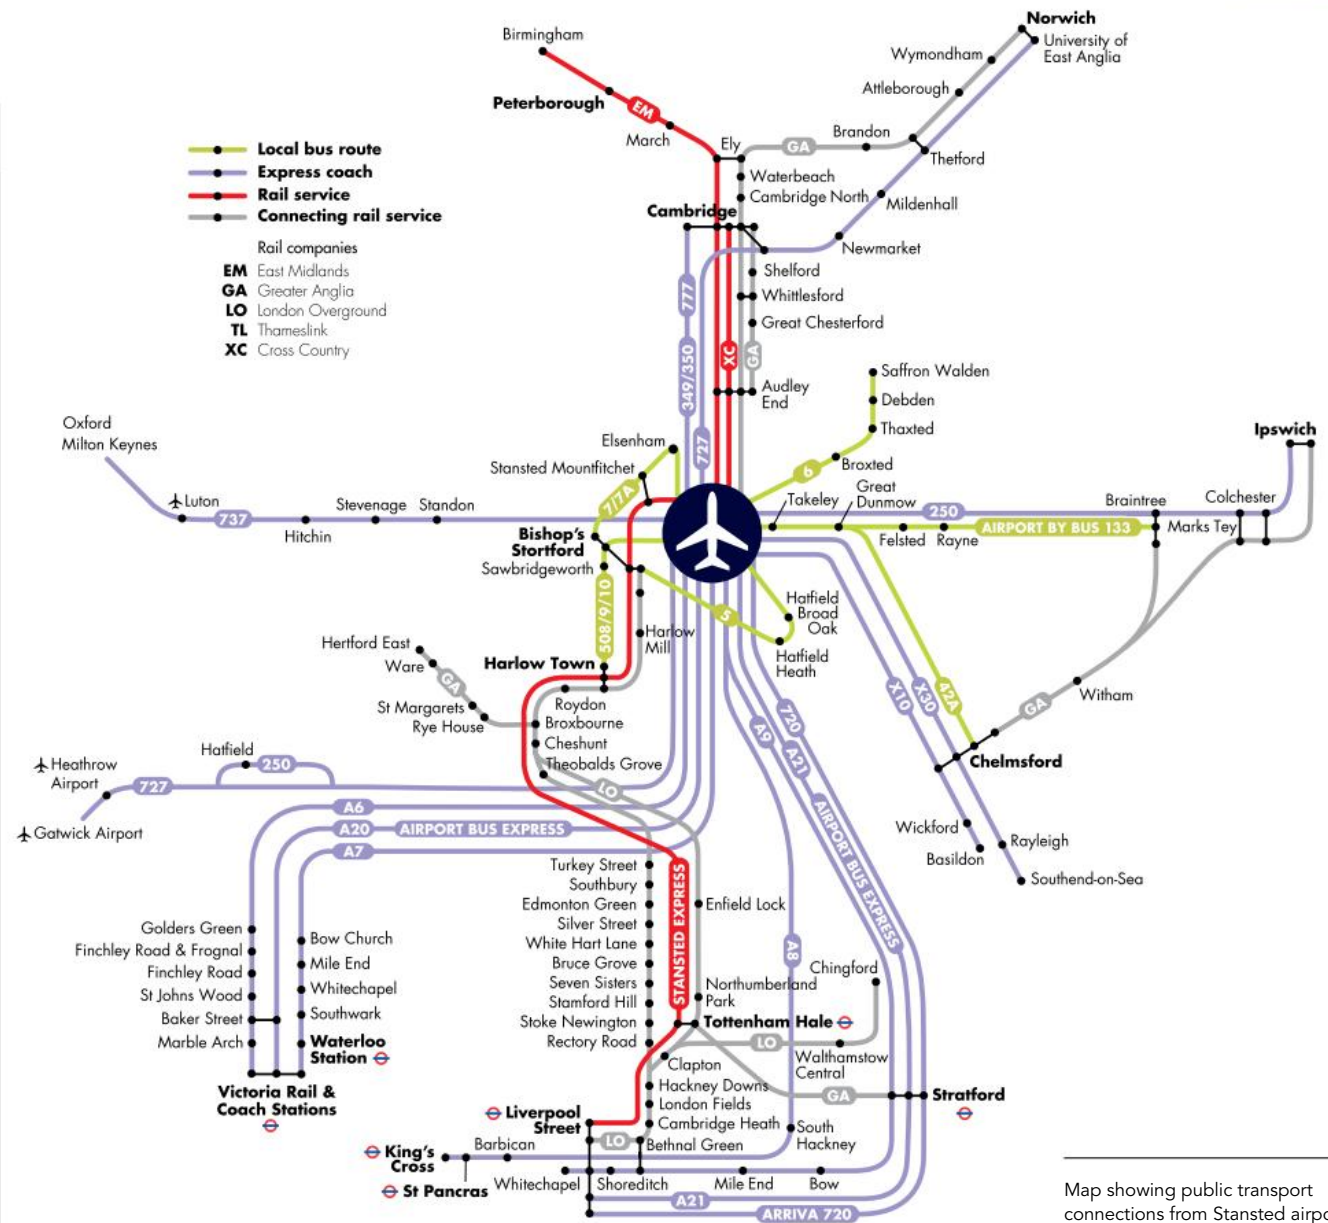 Birmingham
Norwich
University of
East Anglia
Wymondham
Attleborough
Peterborough
EM
March
Ely
GA
Brandon
Thetford
Waterbeach
Cambridge North
Mildenhall
Cambridge
Newmarket
Local bus route
Express coach
Rail service
Connecting rail service
Rail companies
EM East Midlands
GA Greater Anglia
LO London Overground
TL Thameslink
XC Cross Country
Shelford
Whittlesford
Great Chesterford
777
349/350
XC
GA
727
Audley
End
Saffron Walden
Debden
Thaxted
Broxted
6
Oxford
Milton Keynes
Luton
737
Hitchin
Stevenage
Standon
Elsenham
Stansted Mountfitchet
7/7A
Bishop's
Stortford
Sawbridgeworth
508/9/10
Takeley
Great
Dunmow
250
Felsted
Rayne
AIRPORT BY BUS 133
Braintree
Marks Tey
Colchester
Ipswich
Hatfield
Broad
Oak
5
Hatfield
Heath
Harlow
Mill
Harlow Town
Hertford East
Ware
GA
St Margarets
Rye House
Roydon
Broxbourne
Cheshunt
Theobalds Grove
LO
X10
X30
42A
GA
Witham
Chelmsford
Wickford
Basildon
Rayleigh
Southend-on-Sea
Heathrow
Airport
727
Gatwick Airport
Hatfield
250
A6
A20
AIRPORT BUS EXPRESS
A7
720
A9
A21
AIRPORT BUS EXPRESS
A8
Golders Green
Finchley Road & Frognal
Finchley Road
St Johns Wood
Baker Street
Marble Arch
Bow Church
Mile End
Whitechapel
Southwark
Waterloo
Station
Victoria Rail &
Coach Stations
Turkey Street
Southbury
Edmonton Green
Silver Street
White Hart Lane
Bruce Grove
Seven Sisters
Stamford Hill
Stoke Newington
Rectory Road
STANSTED EXPRESS
Enfield Lock
Northumberland
Park
Tottenham Hale
Chingford
LO
Walthamstow
Central
Clapton
Hackney Downs
London Fields
Cambridge Heath
GA
Stratford
Liverpool
Street
LO
Bethnal Green
South
Hackney
King's
Cross
Barbican
St Pancras
Whitechapel
Shoreditch
Mile End
Bow
A21
ARRIVA 720
Map showing public transport
connections from Stansted